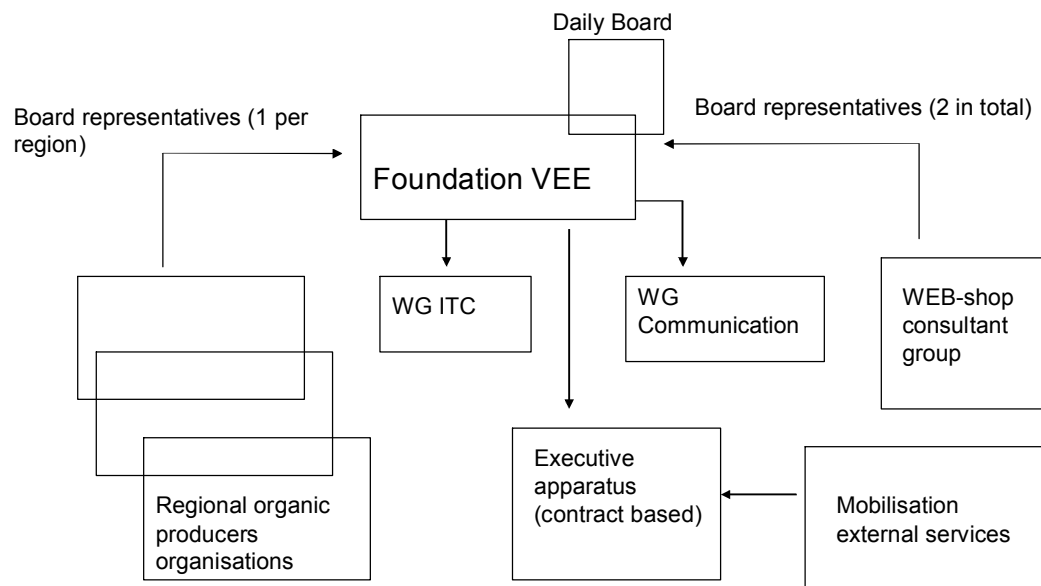 Daily Board
Board representatives (1 per
region)
Board representatives (2 in total)
Foundation VEE
WG ITC
WG
Communication
WEB-shop
consultant
group
Regional organic
producers
organisations
Executive
apparatus
(contract based)
Mobilisation
external services